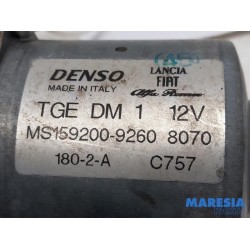 DENSO
MADE IN ITALY
LANCIA
FIAT
Alfa Romeo
TGE DM 1 12V
MS159200-9260 8070
180-2-A C757
MARESIA